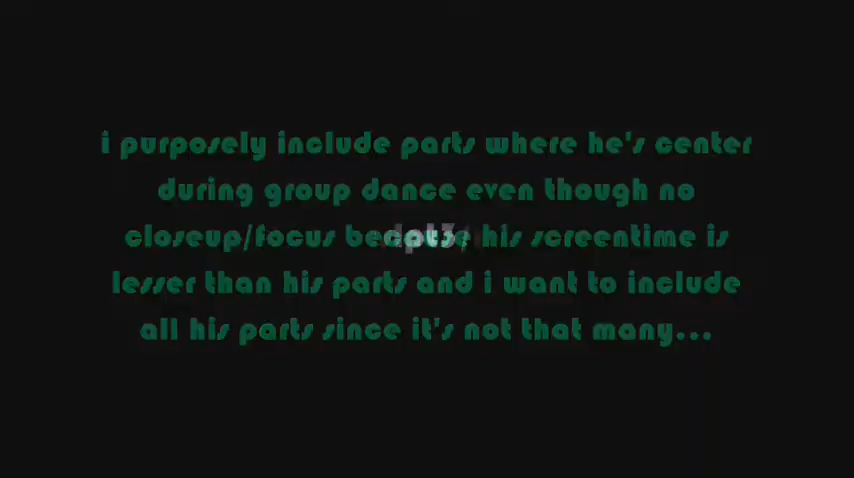 i purposely include parts where he's center
during group dance even though no
closeup/focus his screentime is
lesser than his parts and i want to include
all his parts since it's not that many...